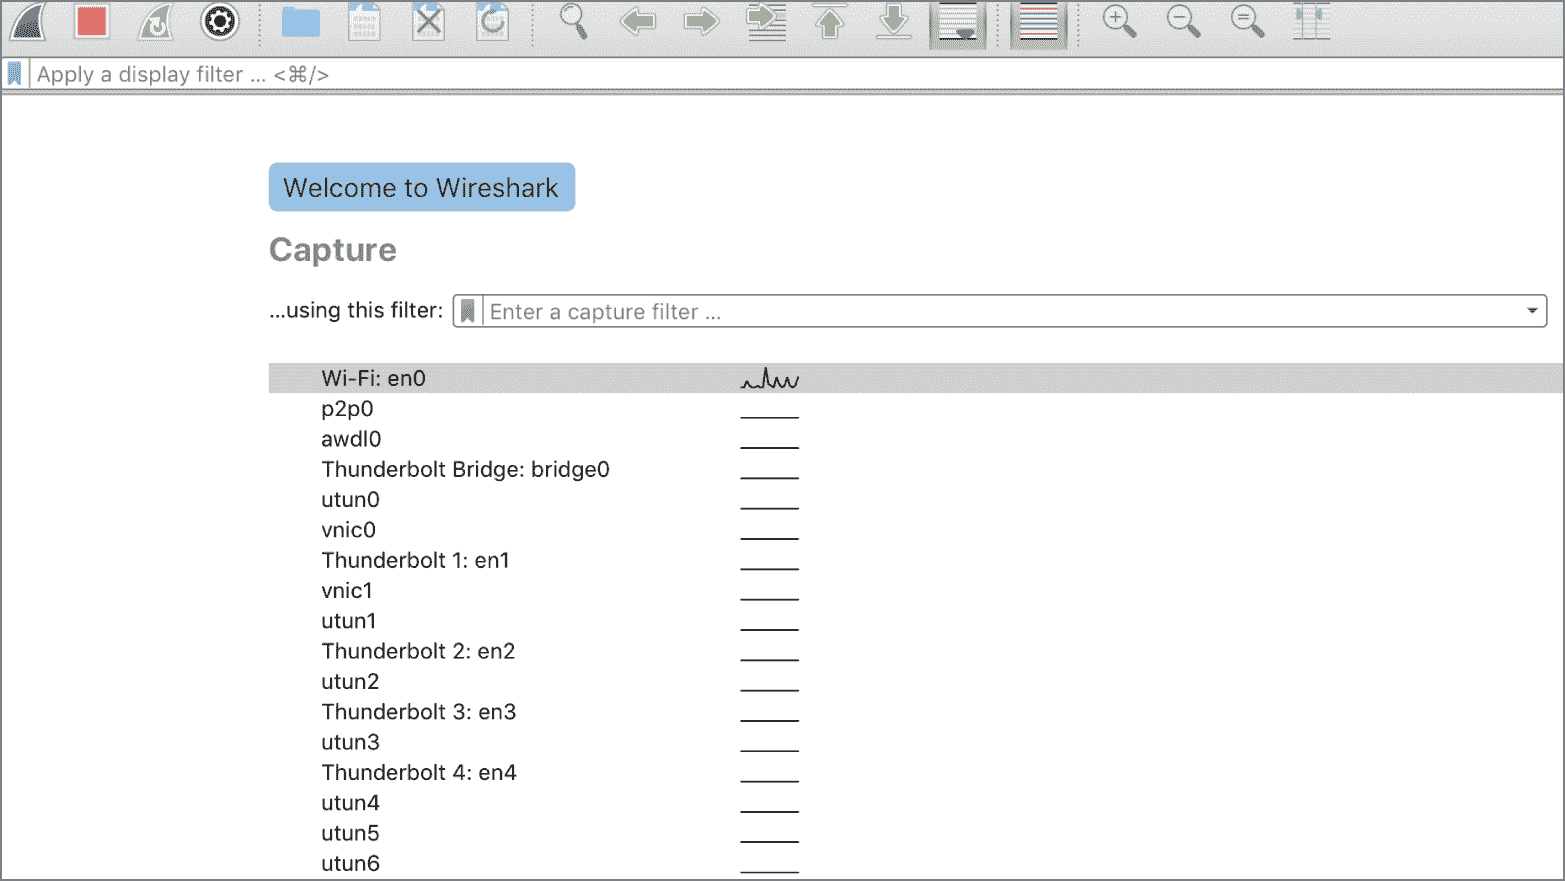 Apply a display filter ... <⌘/>
Welcome to Wireshark
Capture
...using this filter: Enter a capture filter ...
Wi-Fi: en0
p2p0
awdl0
Thunderbolt Bridge: bridge0
utun0
vnic0
Thunderbolt 1: en1
vnic1
utun1
Thunderbolt 2: en2
utun2
Thunderbolt 3: en3
utun3
Thunderbolt 4: en4
utun4
utun5
utun6